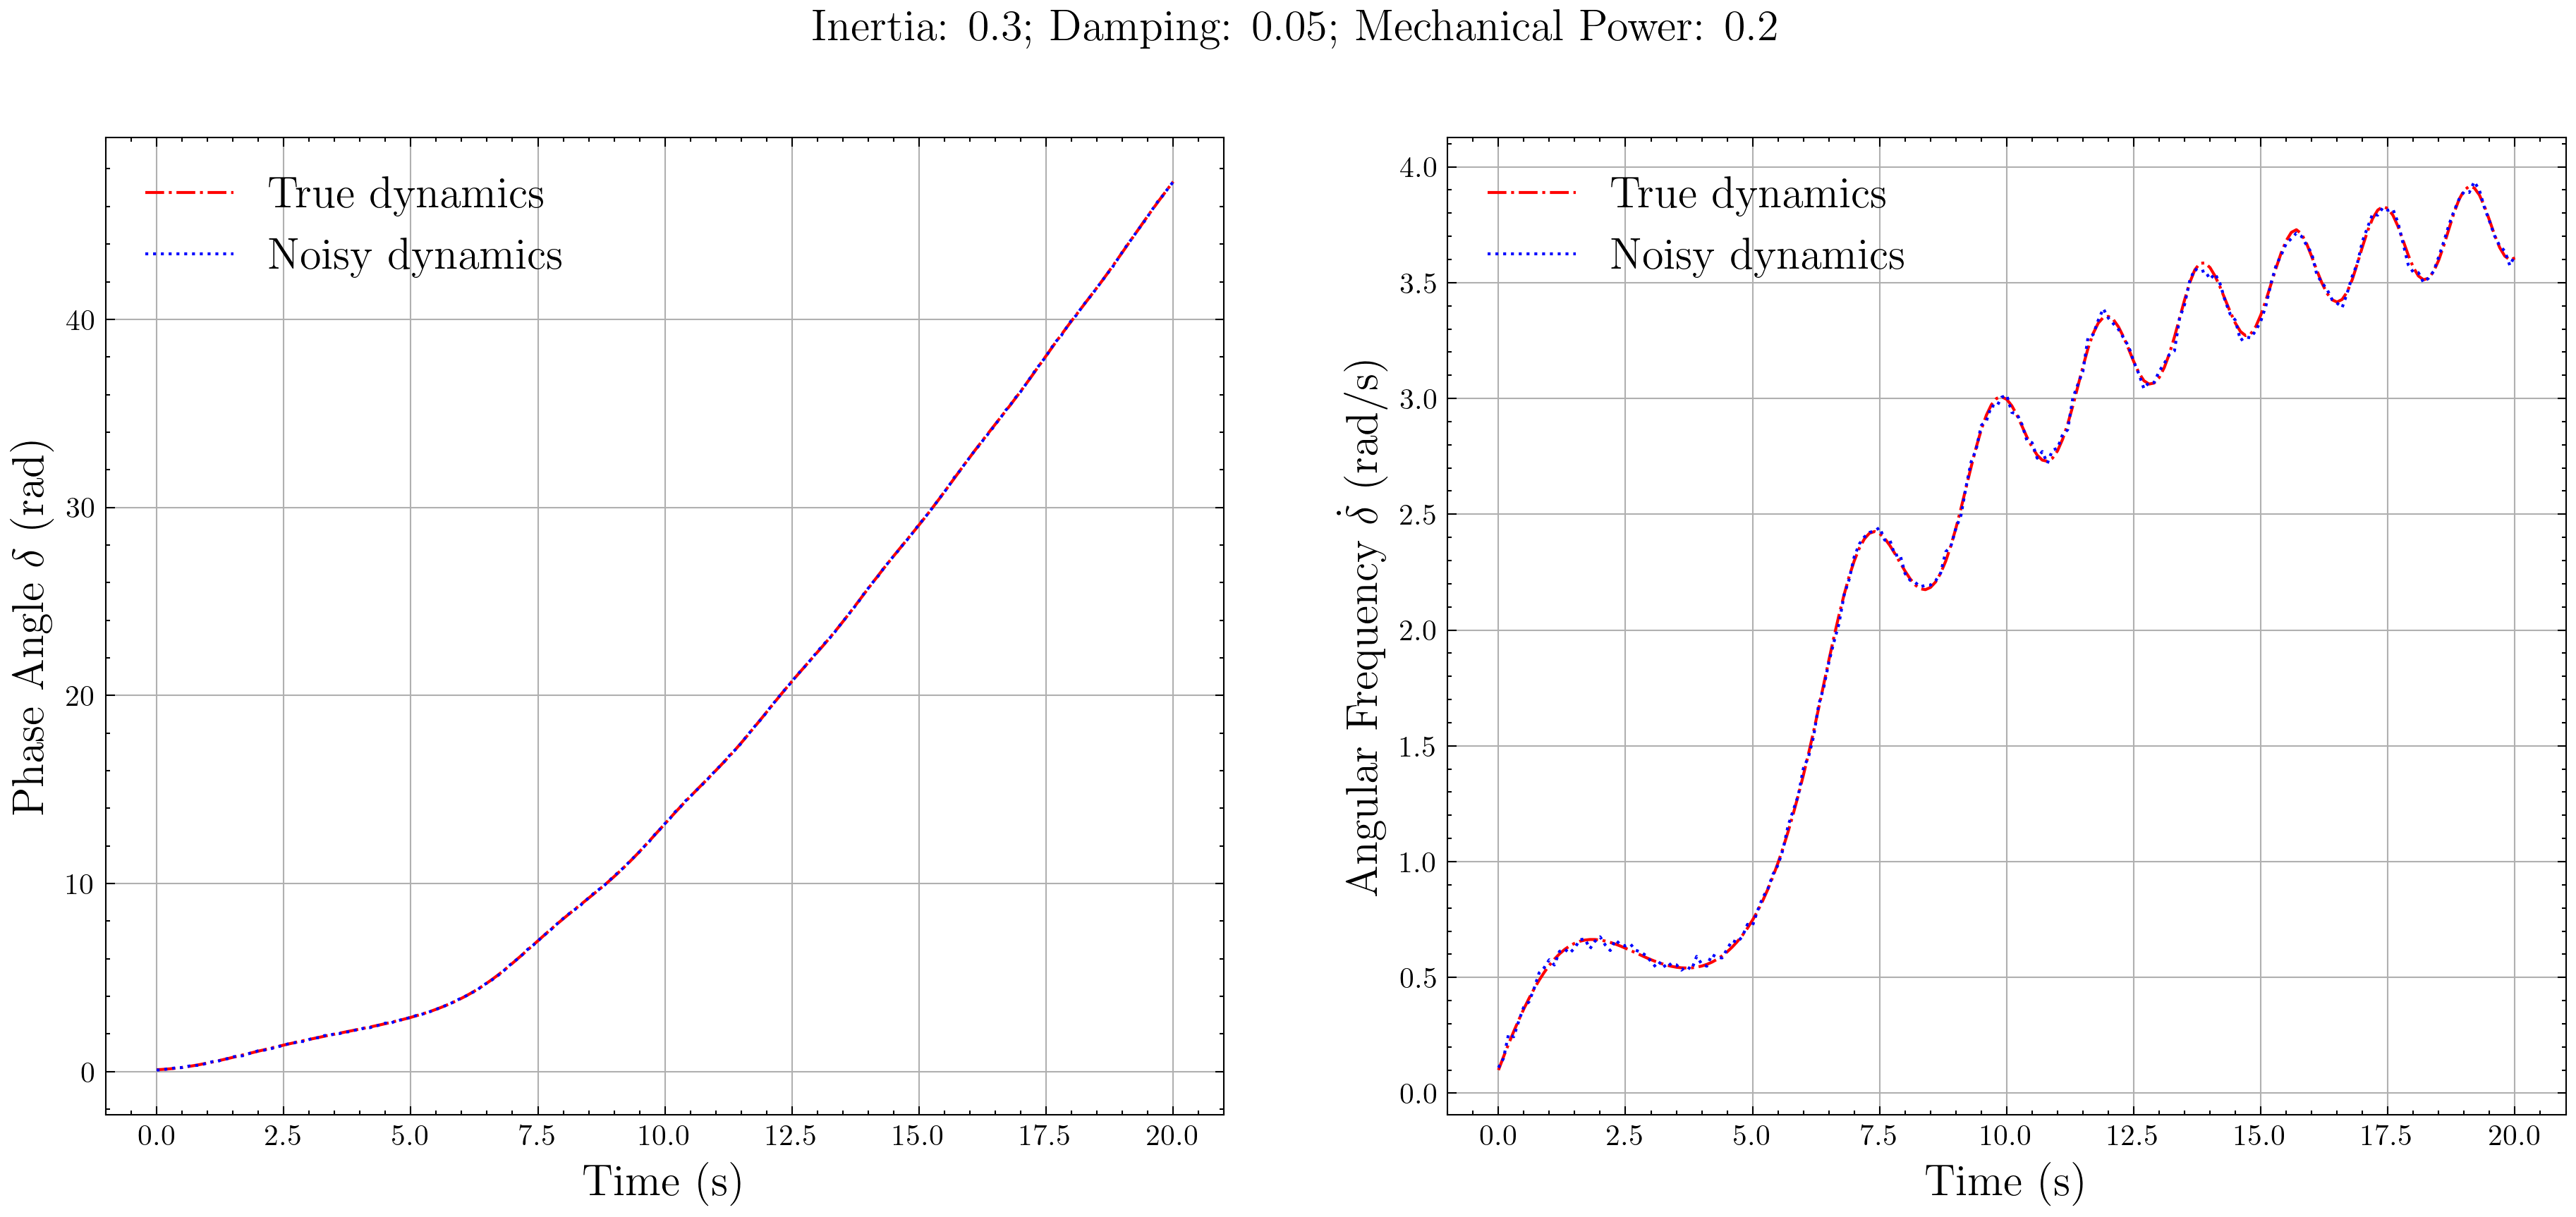 Inertia: 0.3; Damping: 0.05; Mechanical Power: 0.2
True dynamics
Noisy dynamics
Phase Angle δ (rad)
40
30
20
10
0
0.0 2.5 5.0 7.5 10.0 12.5 15.0 17.5 20.0
Time (s)
True dynamics
Noisy dynamics
Angular Frequency δ̇ (rad/s)
4.0
3.5
3.0
2.5
2.0
1.5
1.0
0.5
0.0
0.0 2.5 5.0 7.5 10.0 12.5 15.0 17.5 20.0
Time (s)